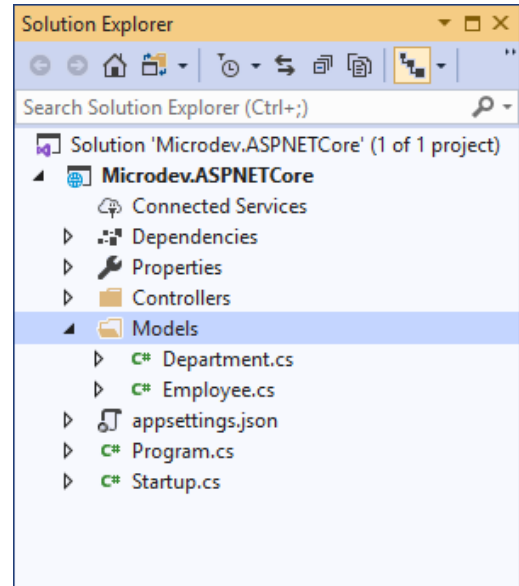 Solution Explorer
Search Solution Explorer (Ctrl+;)
Solution 'Microdev.ASPNETCore' (1 of 1 project)
Microdev.ASPNETCore
Connected Services
Dependencies
Properties
Controllers
Models
C# Department.cs
C# Employee.cs
appsettings.json
C# Program.cs
C# Startup.cs